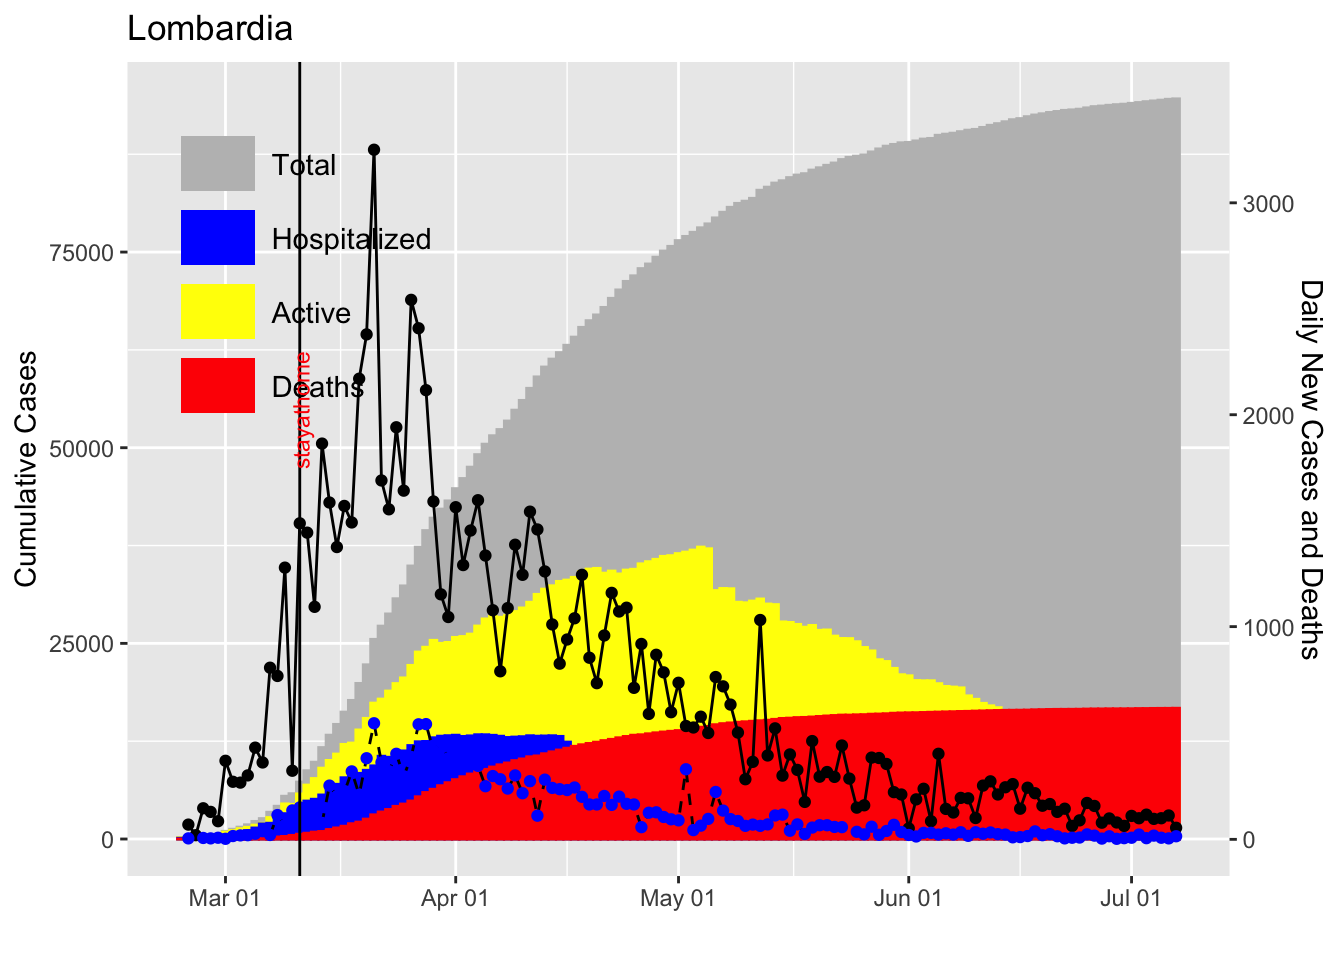 Lombardia
Total
Hospitalized
Active
Deaths
stayathome
Cumulative Cases
75000
50000
25000
0
Daily New Cases and Deaths
3000
2000
1000
0
Mar 01
Apr 01
May 01
Jun 01
Jul 01